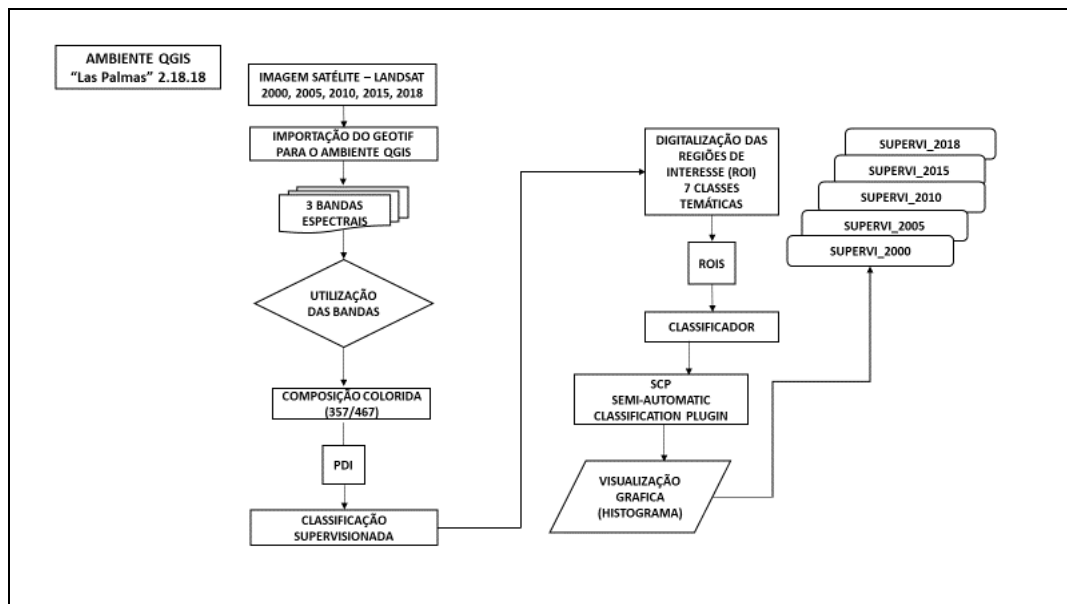 AMBIENTE QGIS
“Las Palmas” 2.18.18
IMAGEM SATÉLITE – LANDSAT
2000, 2005, 2010, 2015, 2018
IMPORTAÇÃO DO GEOTIF
PARA O AMBIENTE QGIS
3 BANDAS
ESPECTRAIS
UTILIZAÇÃO
DAS BANDAS
COMPOSIÇÃO COLORIDA
(357/467)
PDI
CLASSIFICAÇÃO
SUPERVISIONADA
DIGITALIZAÇÃO DAS
REGIÕES DE
INTERESSE (ROI)
7 CLASSES
TEMÁTICAS
ROIS
CLASSIFICADOR
SCP
SEMI-AUTOMATIC
CLASSIFICATION PLUGIN
VISUALIZAÇÃO
GRAFICA
(HISTOGRAMA)
SUPERVI_2018
SUPERVI_2015
SUPERVI_2010
SUPERVI_2005
SUPERVI_2000